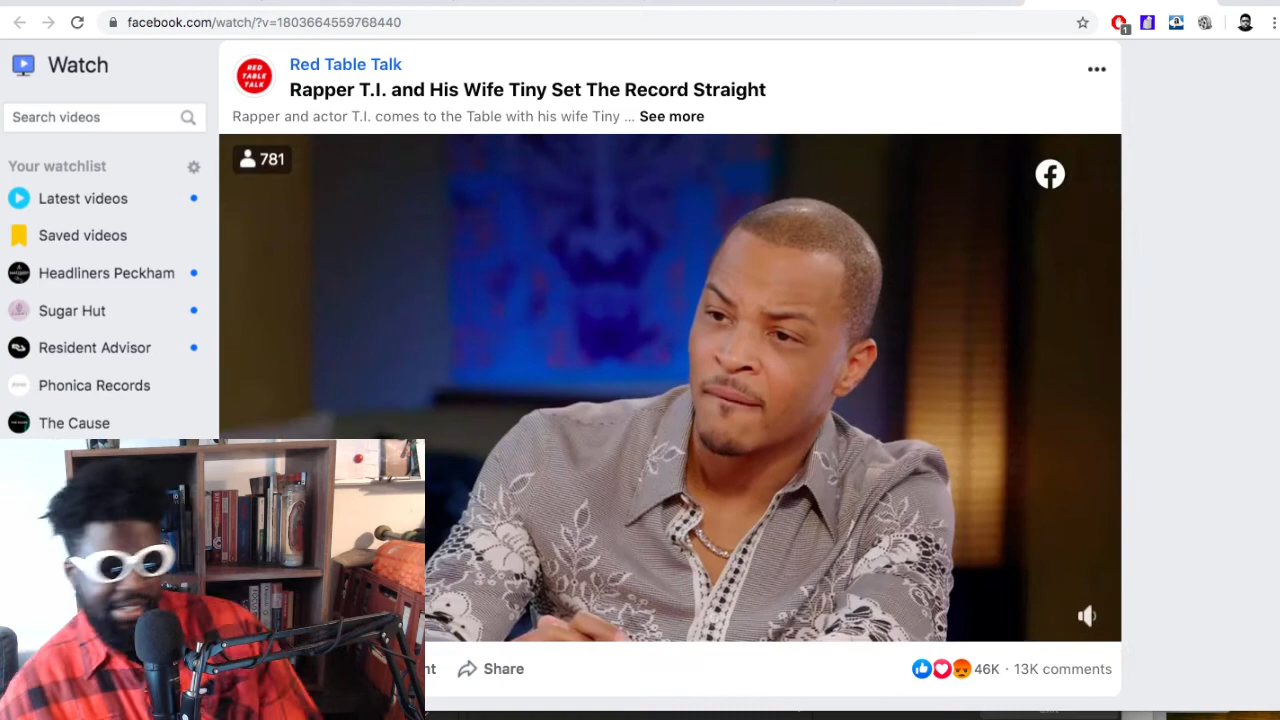 facebook.com/watch/?v=1803664559768440
1
Watch
Search videos
Your watchlist
Latest videos
Saved videos
Headliners Peckham
Sugar Hut
Resident Advisor
Phonica Records
The Cause
RED
TABLE
TALK
Red Table Talk
Rapper T.I. and His Wife Tiny Set The Record Straight
Rapper and actor T.I. comes to the Table with his wife Tiny ... See more
781
nt
Share
46K · 13K comments